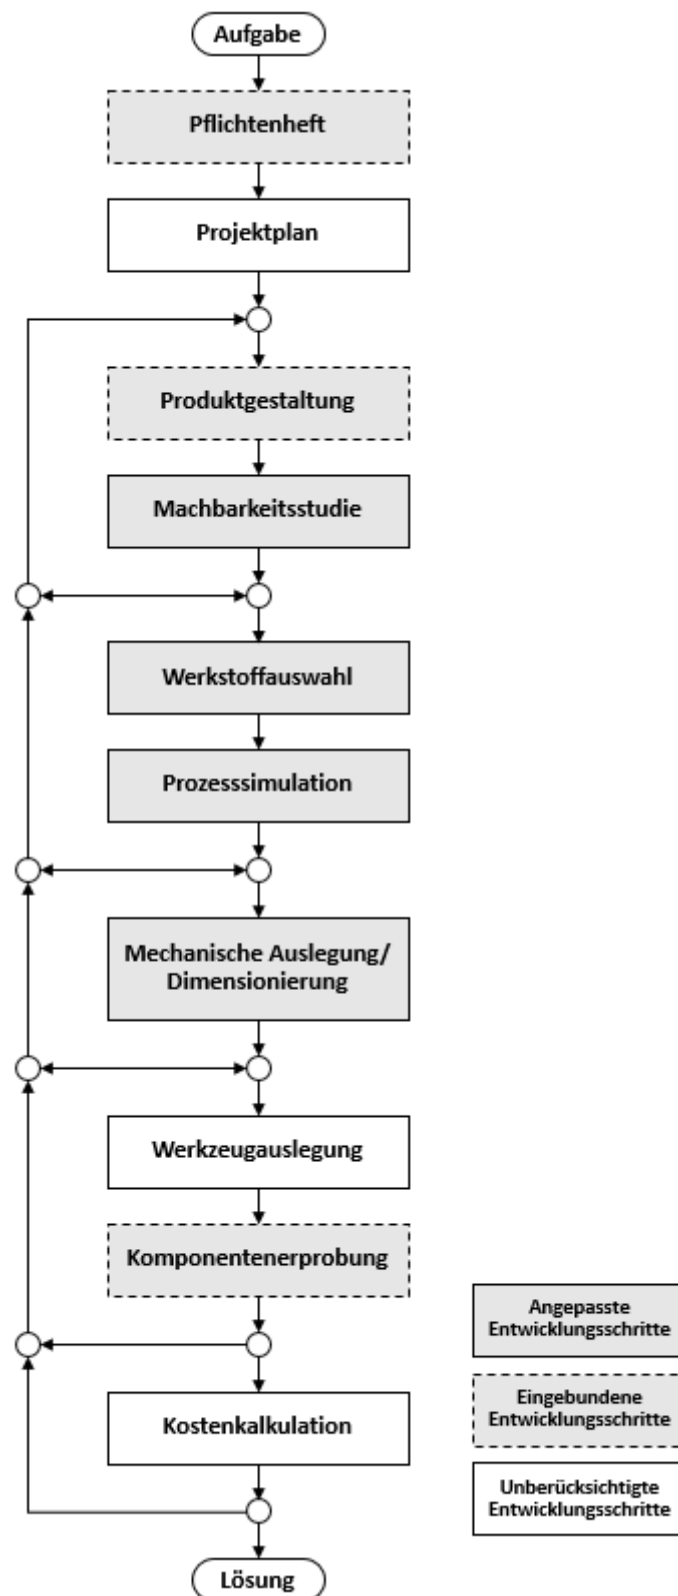 Aufgabe
Pflichtenheft
Projektplan
Produktgestaltung
Machbarkeitsstudie
Werkstoffauswahl
Prozesssimulation
Mechanische Auslegung/
Dimensionierung
Werkzeugauslegung
Komponentenerprobung
Kostenkalkulation
Lösung
Angepasste
Entwicklungsschritte
Eingebundene
Entwicklungsschritte
Unberücksichtigte
Entwicklungsschritte